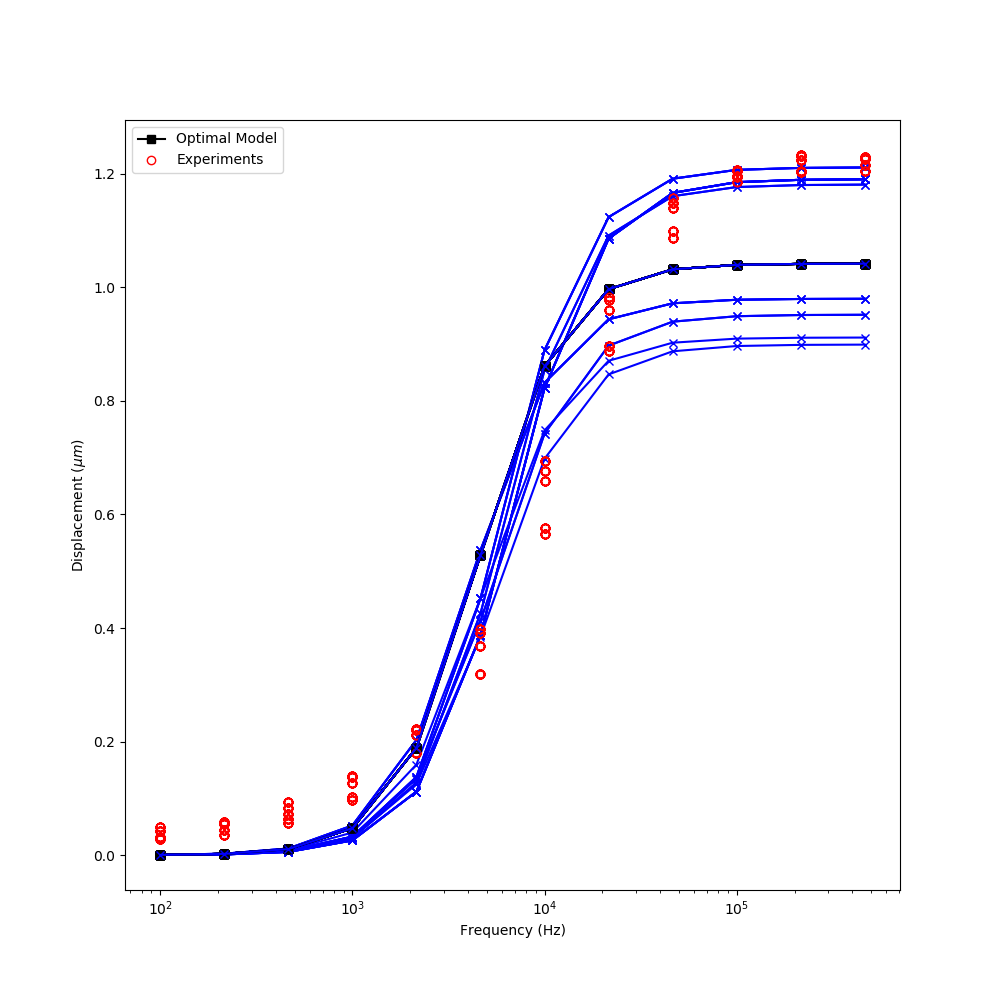 Optimal Model
Experiments
1.2
1.0
0.8
0.6
0.4
0.2
0.0
Displacement (μm)
10²
10³
10⁴
10⁵
Frequency (Hz)